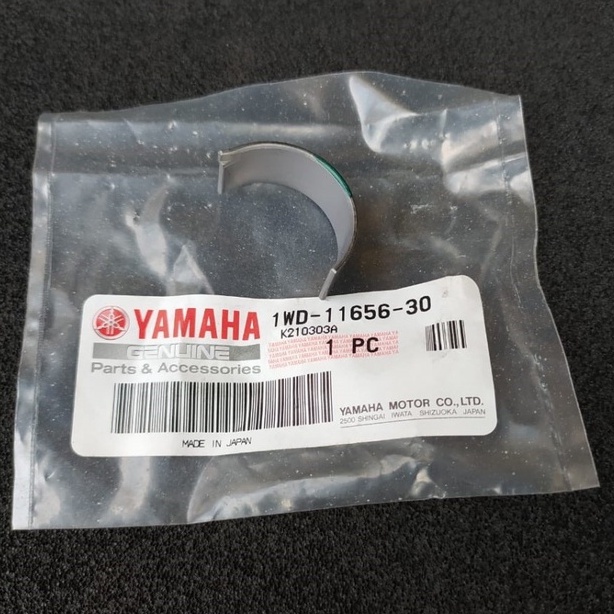 YAMAHA 1WD-11656-30
K210303A
GENUINE 1 PC
Parts & Accessories
YAMAHA MOTOR CO.,LTD.
2500 SHINGAI IWATA SHIZUOKA JAPAN
MADE IN JAPAN